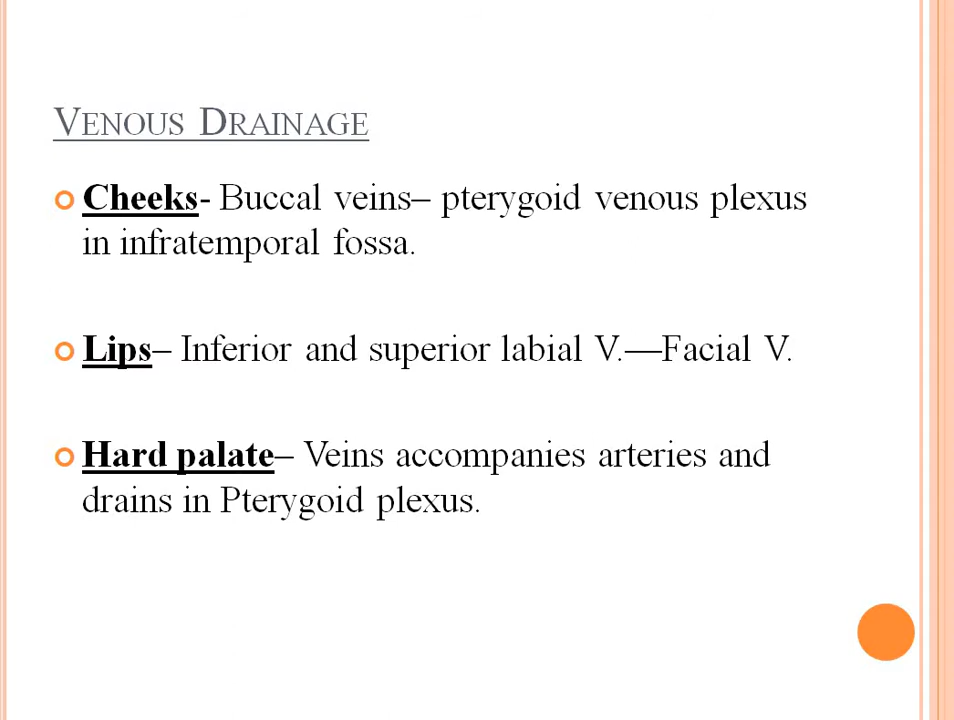 VENOUS DRAINAGE
Cheeks- Buccal veins– pterygoid venous plexus
in infratemporal fossa.
Lips– Inferior and superior labial V.—Facial V.
Hard palate– Veins accompanies arteries and
drains in Pterygoid plexus.